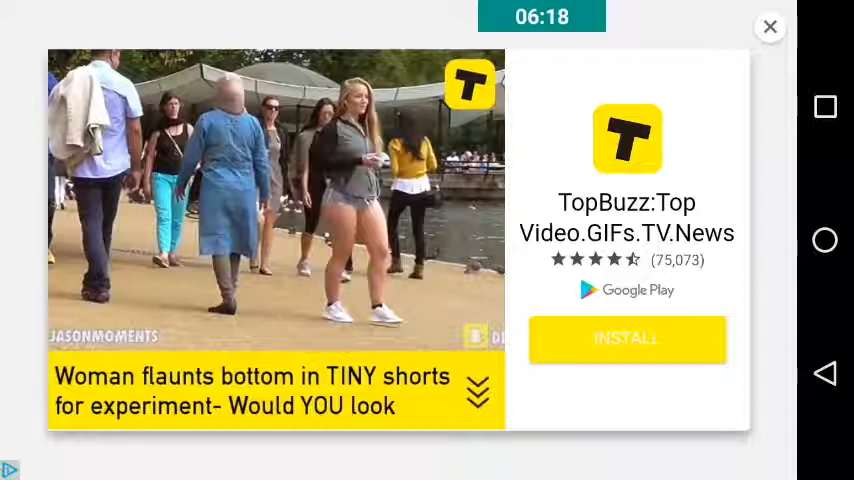 06:18
T
JASONMOMENTS
Woman flaunts bottom in TINY shorts
for experiment- Would YOU look
T
TopBuzz:Top
Video.GIFs.TV.News
(75,073)
Google Play
INSTALL